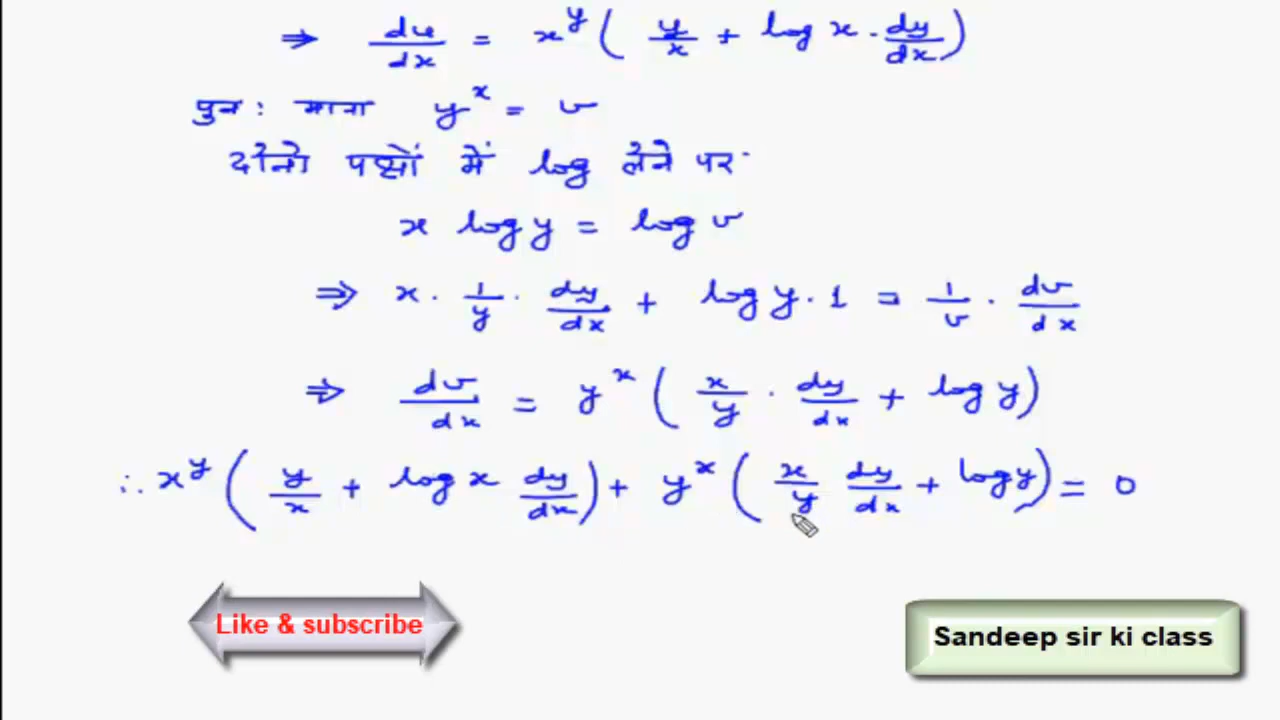 ⇒ du/dx = x^y ( y/x + log x · dy/dx )
पुन: माना y^x = v
दोनो पक्षों में log लेने पर
x log y = log v
⇒ x · 1/y · dy/dx + log y · 1 = 1/v · dv/dx
⇒ dv/dx = y^x ( x/y · dy/dx + log y )
∴ x^y ( y/x + log x dy/dx ) + y^x ( x/y dy/dx + log y ) = 0
Like & subscribe
Sandeep sir ki class